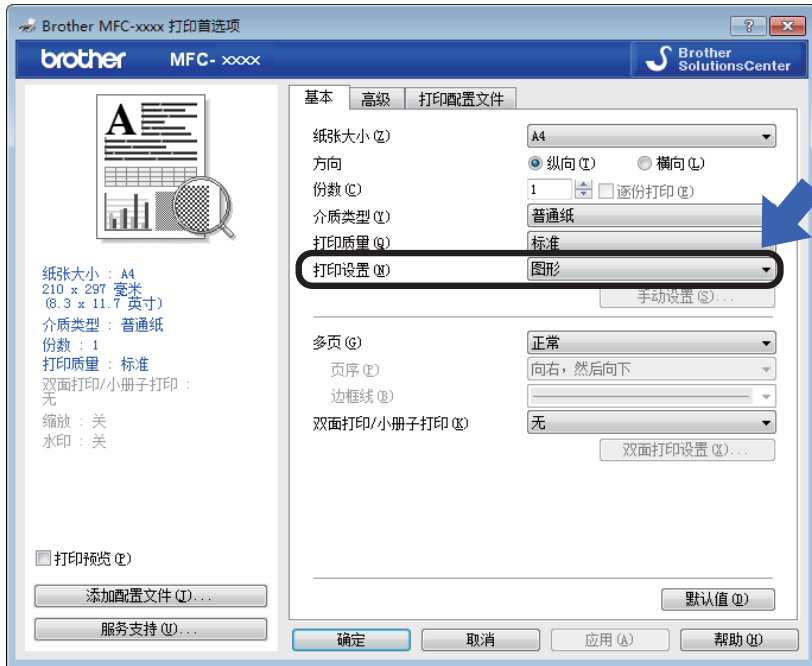 Brother MFC-xxxx 打印首选项
brother MFC- xxxx
Brother
SolutionsCenter
基本 高级 打印配置文件
纸张大小(Z) A4
方向 纵向(T) 横向(L)
份数(C) 1 逐份打印(E)
介质类型(Y) 普通纸
打印质量(Q) 标准
打印设置(N) 图形
手动设置(S)...
多页(G) 正常
页序(P) 向右，然后向下
边框线(B)
双面打印/小册子打印(K) 无
双面打印设置(X)...
A
纸张大小 : A4
210 x 297 毫米
(8.3 x 11.7 英寸)
介质类型 : 普通纸
份数 : 1
打印质量 : 标准
双面打印/小册子打印 :
无
缩放 : 关
水印 : 关
打印预览(P)
添加配置文件(J)...
服务支持(U)...
默认值(D)
确定 取消 应用(A) 帮助(H)